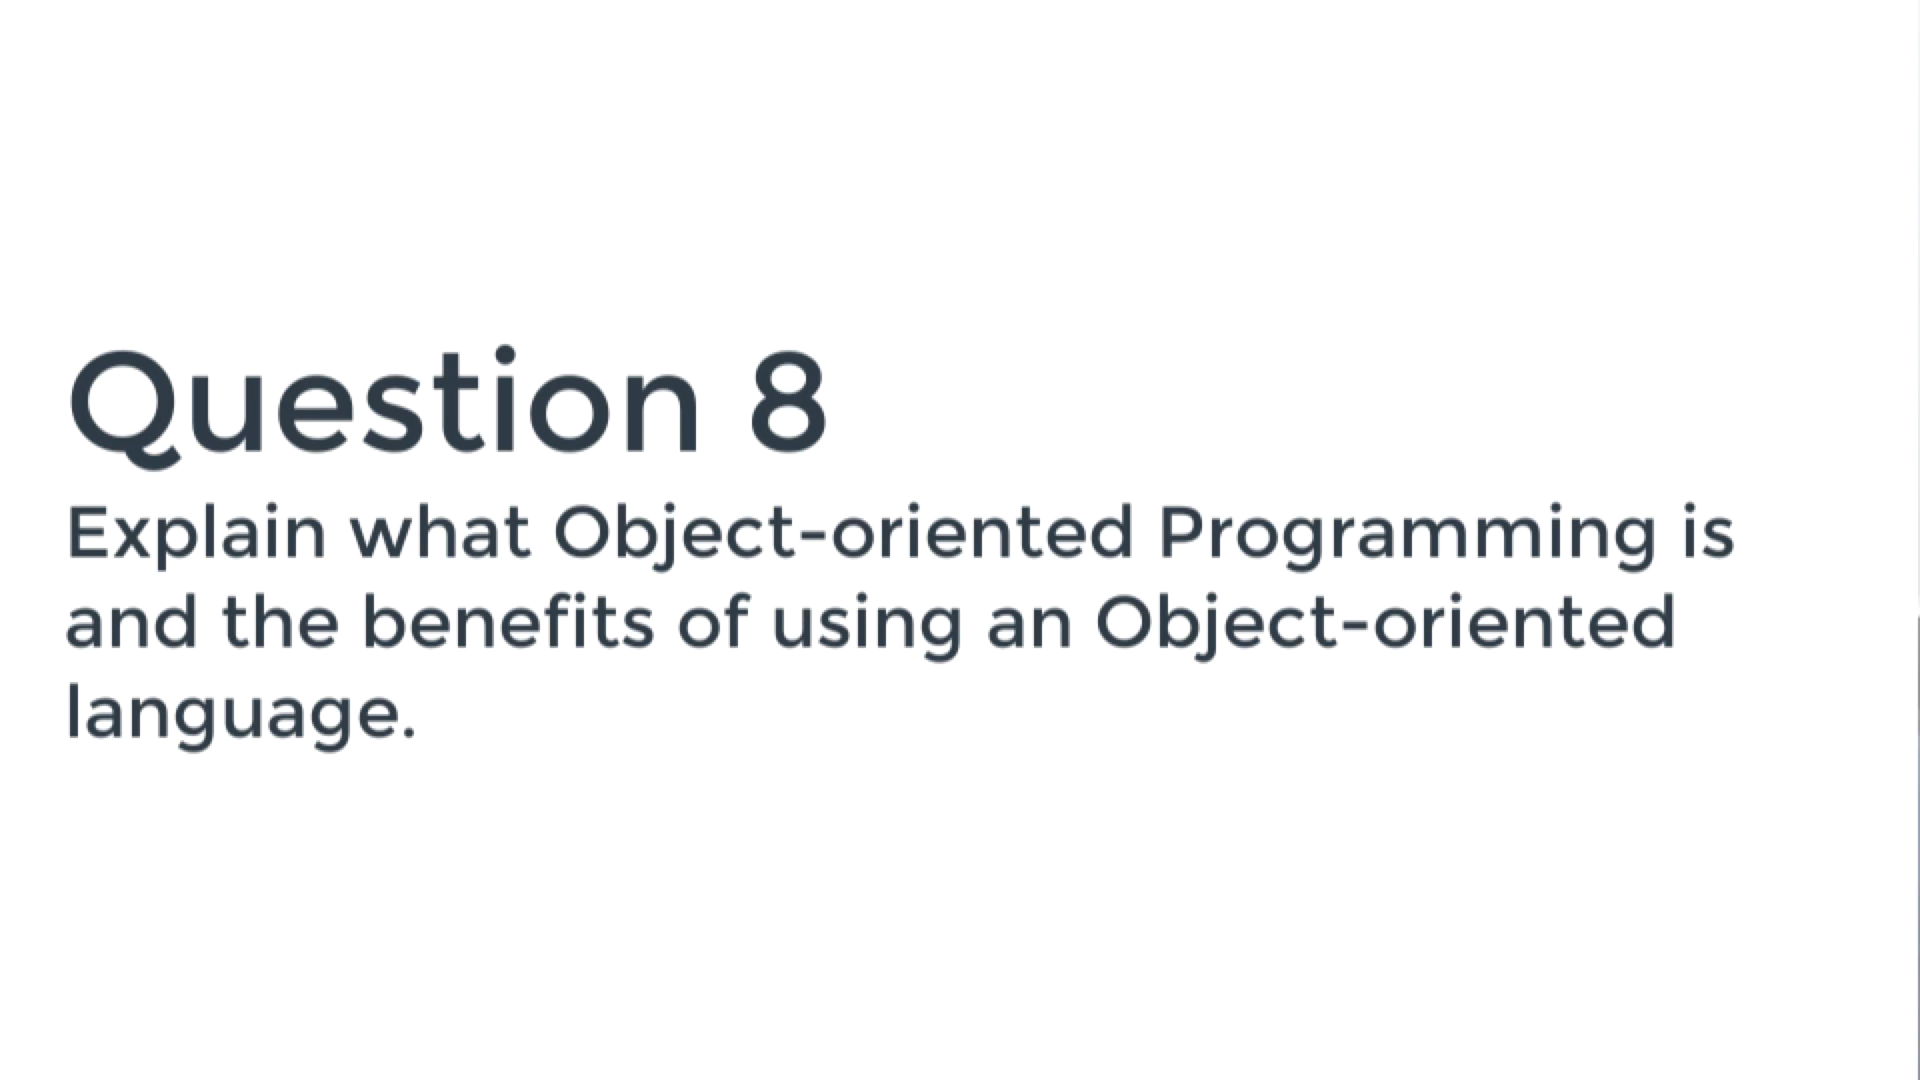 Question 8
Explain what Object-oriented Programming is
and the benefits of using an Object-oriented
language.